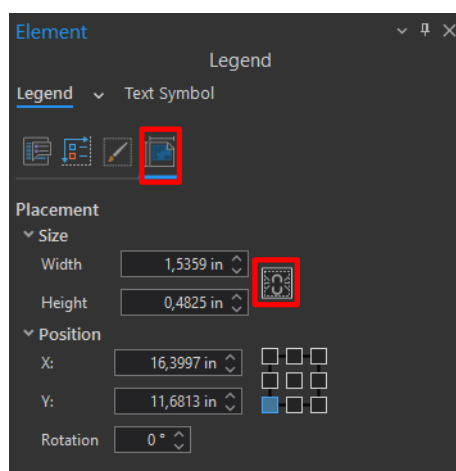 Element
Legend
Legend Text Symbol
Placement
Size
Width 1,5359 in
Height 0,4825 in
Position
X: 16,3997 in
Y: 11,6813 in
Rotation 0 °